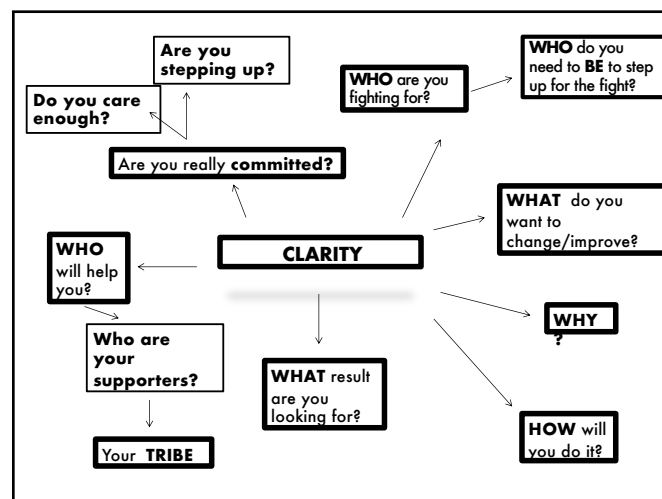 Are you
stepping up?
Do you care
enough?
Are you really committed?
WHO are you
fighting for?
WHO do you
need to BE to step
up for the fight?
WHAT do you
want to
change/improve?
CLARITY
WHO
will help
you?
Who are
your
supporters?
Your TRIBE
WHAT result
are you
looking for?
WHY
?
HOW will
you do it?